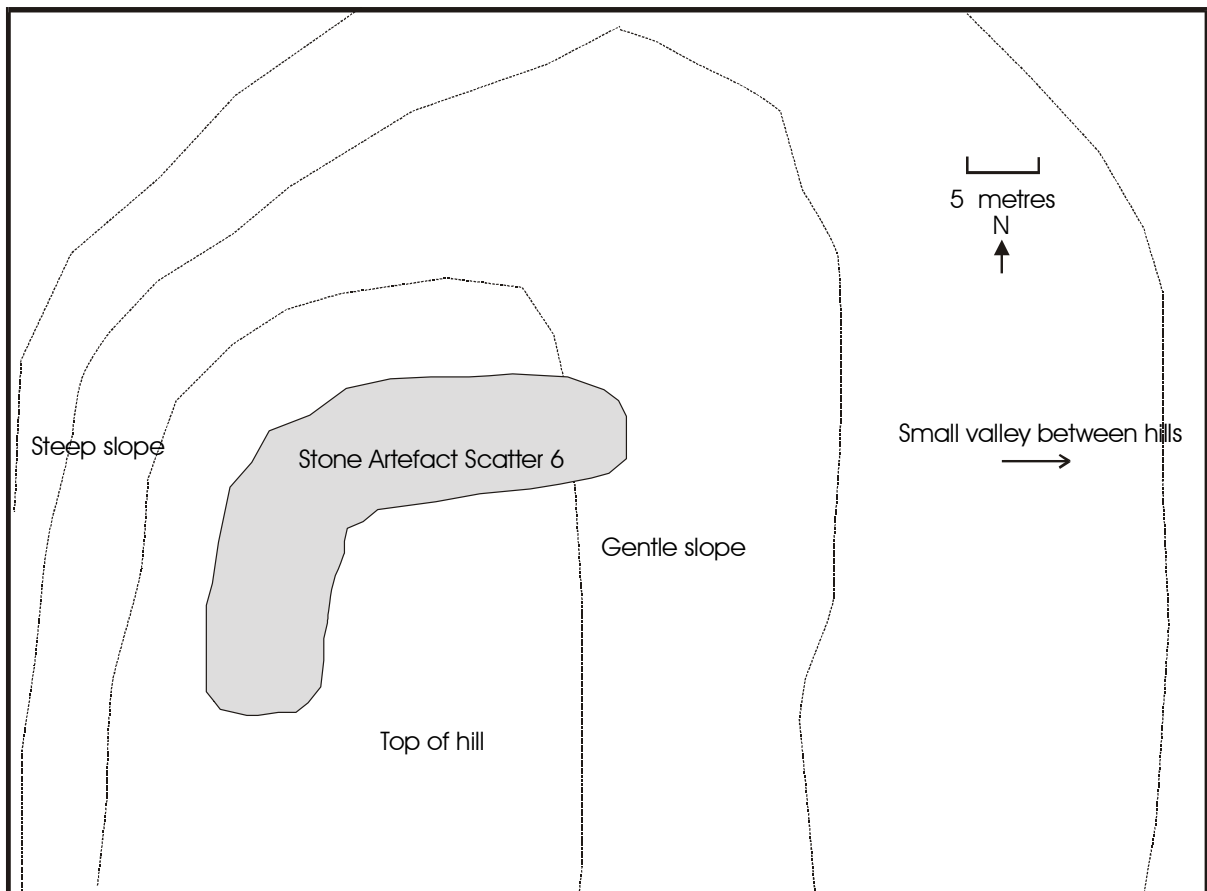 5 metres
N
Small valley between hills
Steep slope
Stone Artefact Scatter 6
Gentle slope
Top of hill